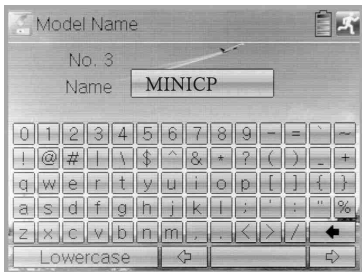 Model Name
No. 3
Name MINICP
0 1 2 3 4 5 6 7 8 9 - = ` ~
! @ # | \ $ ^ & * ? ( ) _ +
q w e r t y u i o p [ ] { }
a s d f g h j k l ; ' : " %
z x c v b n m , . < > /
Lowercase